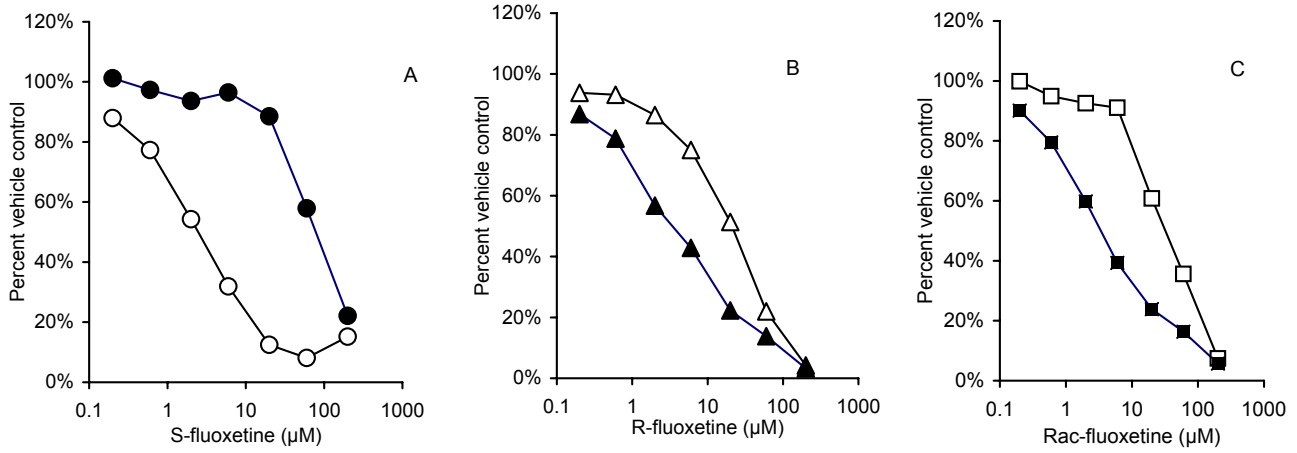 120%
100%
80%
60%
40%
20%
0%
Percent vehicle control
A
0.1 1 10 100 1000
S-fluoxetine (µM)
120%
100%
80%
60%
40%
20%
0%
Percent vehicle control
B
0.1 1 10 100 1000
R-fluoxetine (µM)
120%
100%
80%
60%
40%
20%
0%
Percent vehicle control
C
0.1 1 10 100 1000
Rac-fluoxetine (µM)